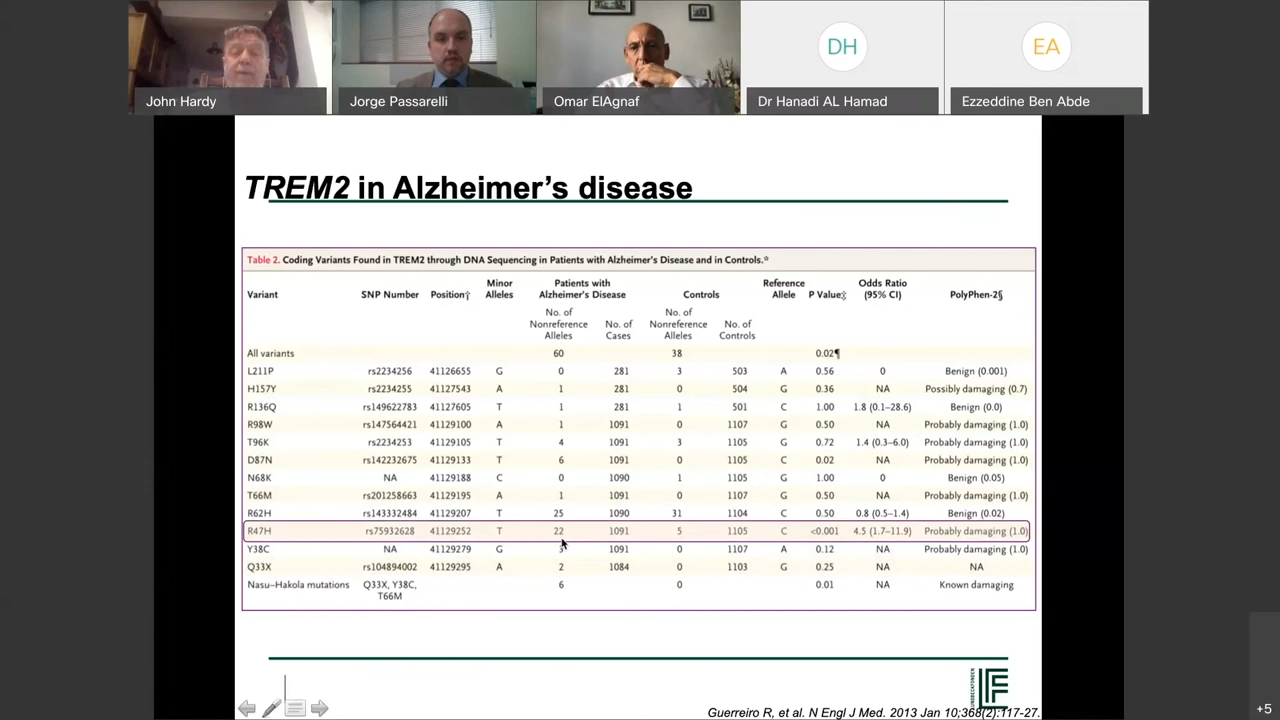 DH
EA
John Hardy
Jorge Passarelli
Omar ElAgnaf
Dr Hanadi AL Hamad
Ezzeddine Ben Abde
TREM2 in Alzheimer's disease
Table 2. Coding Variants Found in TREM2 through DNA Sequencing in Patients with Alzheimer's Disease and in Controls.*
Variant SNP Number Position† Minor Alleles Patients with Alzheimer's Disease Controls Reference Allele P Value‡ Odds Ratio (95% CI) PolyPhen-2§
No. of Nonreference Alleles No. of Cases No. of Nonreference Alleles No. of Controls
All variants 60 38 0.02¶
L211P rs2234256 41126655 G 0 281 3 503 A 0.56 0 Benign (0.001)
H157Y rs2234255 41127543 A 1 281 0 504 G 0.36 NA Possibly damaging (0.7)
R136Q rs149622783 41127605 T 1 281 1 501 C 1.00 1.8 (0.1–28.6) Benign (0.0)
R98W rs147564421 41129100 A 1 1091 0 1107 G 0.50 NA Probably damaging (1.0)
T96K rs2234253 41129105 T 4 1091 3 1105 G 0.72 1.4 (0.3–6.0) Probably damaging (1.0)
D87N rs142232675 41129133 T 6 1091 0 1105 C 0.02 NA Probably damaging (1.0)
N68K NA 41129188 C 0 1090 1 1105 G 1.00 0 Benign (0.05)
T66M rs201258663 41129195 A 1 1091 0 1107 G 0.50 NA Probably damaging (1.0)
R62H rs143332484 41129207 T 25 1090 31 1104 C 0.50 0.8 (0.5–1.4) Benign (0.02)
R47H rs75932628 41129252 T 22 1091 5 1105 C <0.001 4.5 (1.7–11.9) Probably damaging (1.0)
Y38C NA 41129279 G 1091 0 1107 A 0.12 NA Probably damaging (1.0)
Q33X rs104894002 41129295 A 2 1084 0 1103 G 0.25 NA NA
Nasu–Hakola mutations Q33X, Y38C, T66M 6 0 0.01 NA Known damaging
Guerreiro R, et al. N Engl J Med. 2013 Jan 10;368(2):117-27.
+5